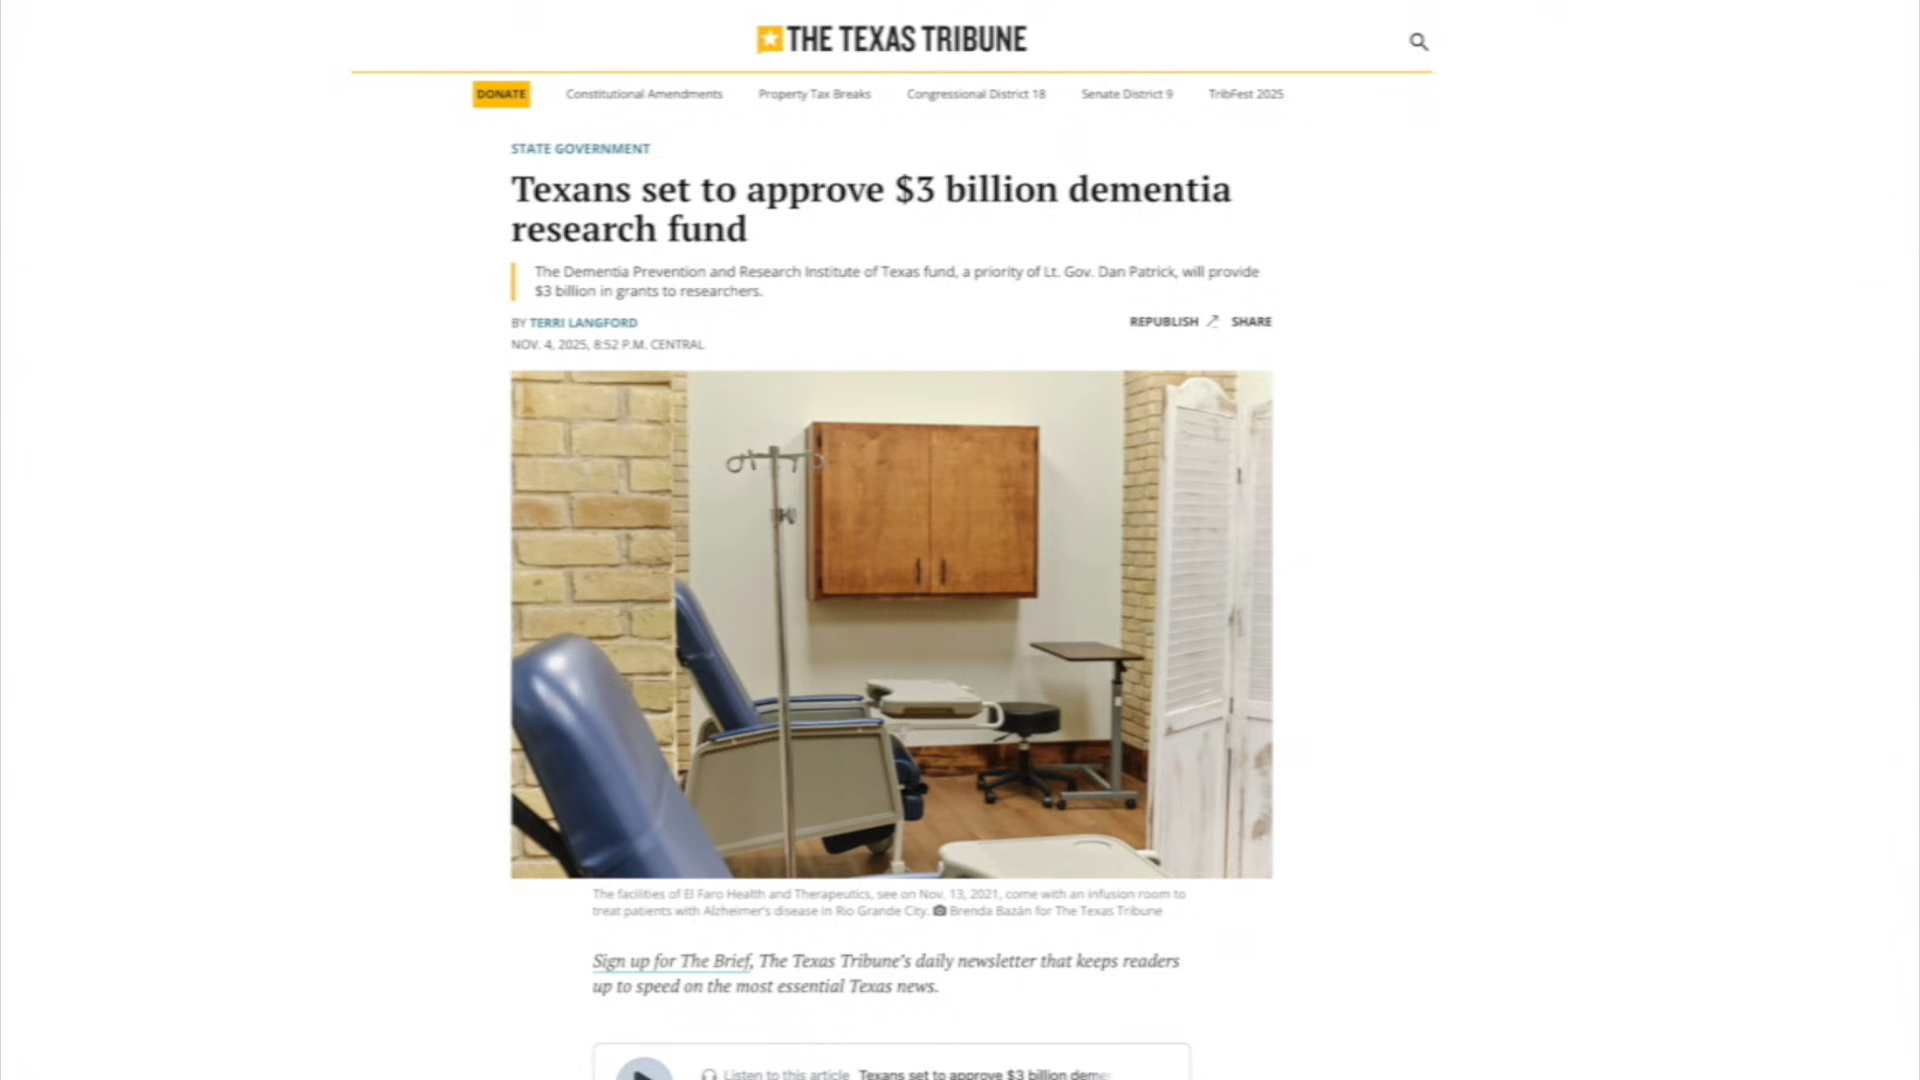 THE TEXAS TRIBUNE
DONATE Constitutional Amendments Property Tax Breaks Congressional District 18 Senate District 9 TribFest 2025
STATE GOVERNMENT
Texans set to approve $3 billion dementia
research fund
The Dementia Prevention and Research Institute of Texas fund, a priority of Lt. Gov. Dan Patrick, will provide
$3 billion in grants to researchers.
BY TERRI LANGFORD
REPUBLISH SHARE
NOV. 4, 2025, 8:52 P.M. CENTRAL
The facilities of El Faro Health and Therapeutics, see on Nov. 13, 2021, come with an infusion room to
treat patients with Alzheimer's disease in Rio Grande City. Brenda Bazán for The Texas Tribune
Sign up for The Brief, The Texas Tribune's daily newsletter that keeps readers
up to speed on the most essential Texas news.
Listen to this article Texans set to approve $3 billion demen